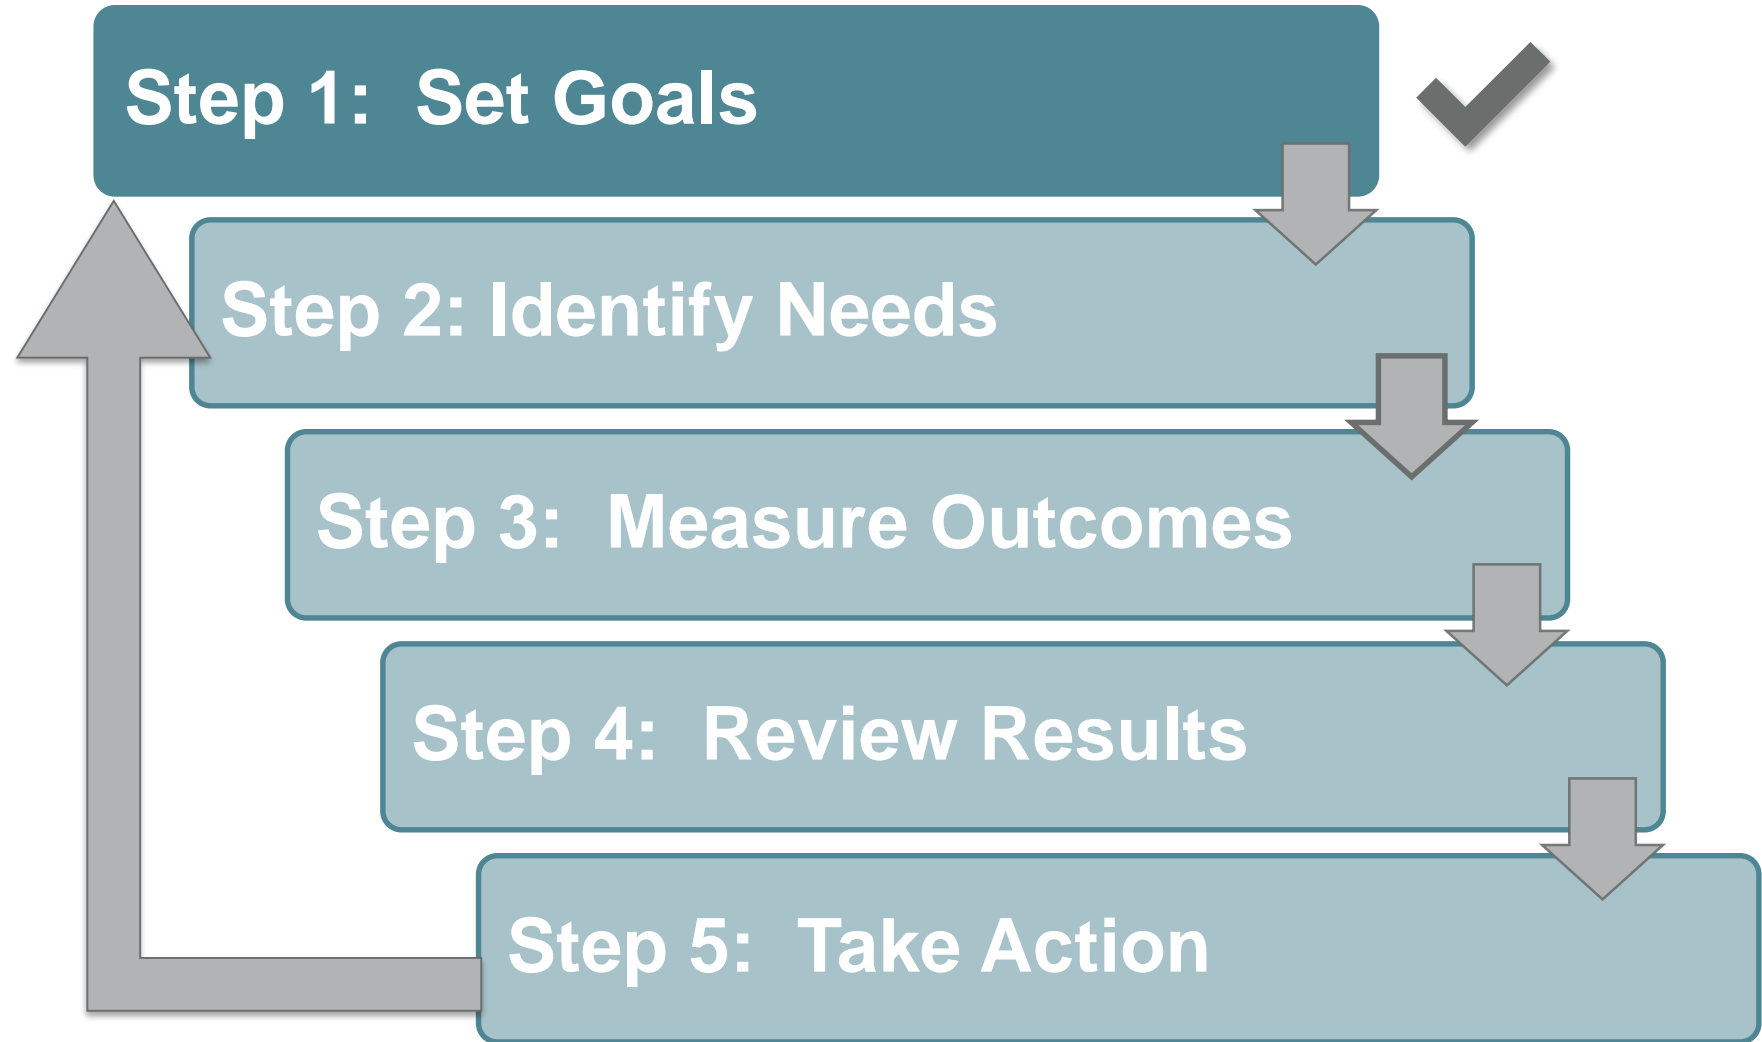 Step 1:  Set Goals
Step 2: Identify Needs
Step 3:  Measure Outcomes
Step 4:  Review Results
Step 5:  Take Action